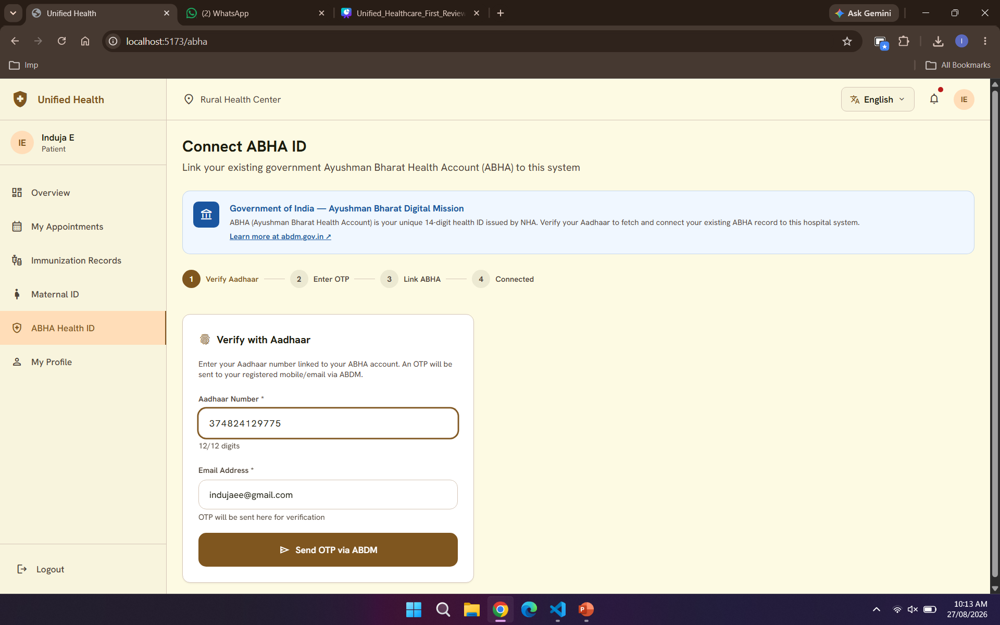 Unified Health
(2) WhatsApp
Unified_Healthcare_First_Review
Ask Gemini
localhost:5173/abha
I
Imp
All Bookmarks
Unified Health
Rural Health Center
English
IE
IE
Induja E
Patient
Overview
My Appointments
Immunization Records
Maternal ID
ABHA Health ID
My Profile
Logout
Connect ABHA ID
Link your existing government Ayushman Bharat Health Account (ABHA) to this system
Government of India — Ayushman Bharat Digital Mission
ABHA (Ayushman Bharat Health Account) is your unique 14-digit health ID issued by NHA. Verify your Aadhaar to fetch and connect your existing ABHA record to this hospital system.
Learn more at abdm.gov.in ↗
1 Verify Aadhaar 2 Enter OTP 3 Link ABHA 4 Connected
Verify with Aadhaar
Enter your Aadhaar number linked to your ABHA account. An OTP will be
sent to your registered mobile/email via ABDM.
Aadhaar Number *
374824129775
12/12 digits
Email Address *
indujaee@gmail.com
OTP will be sent here for verification
Send OTP via ABDM
10:13 AM
27/08/2026